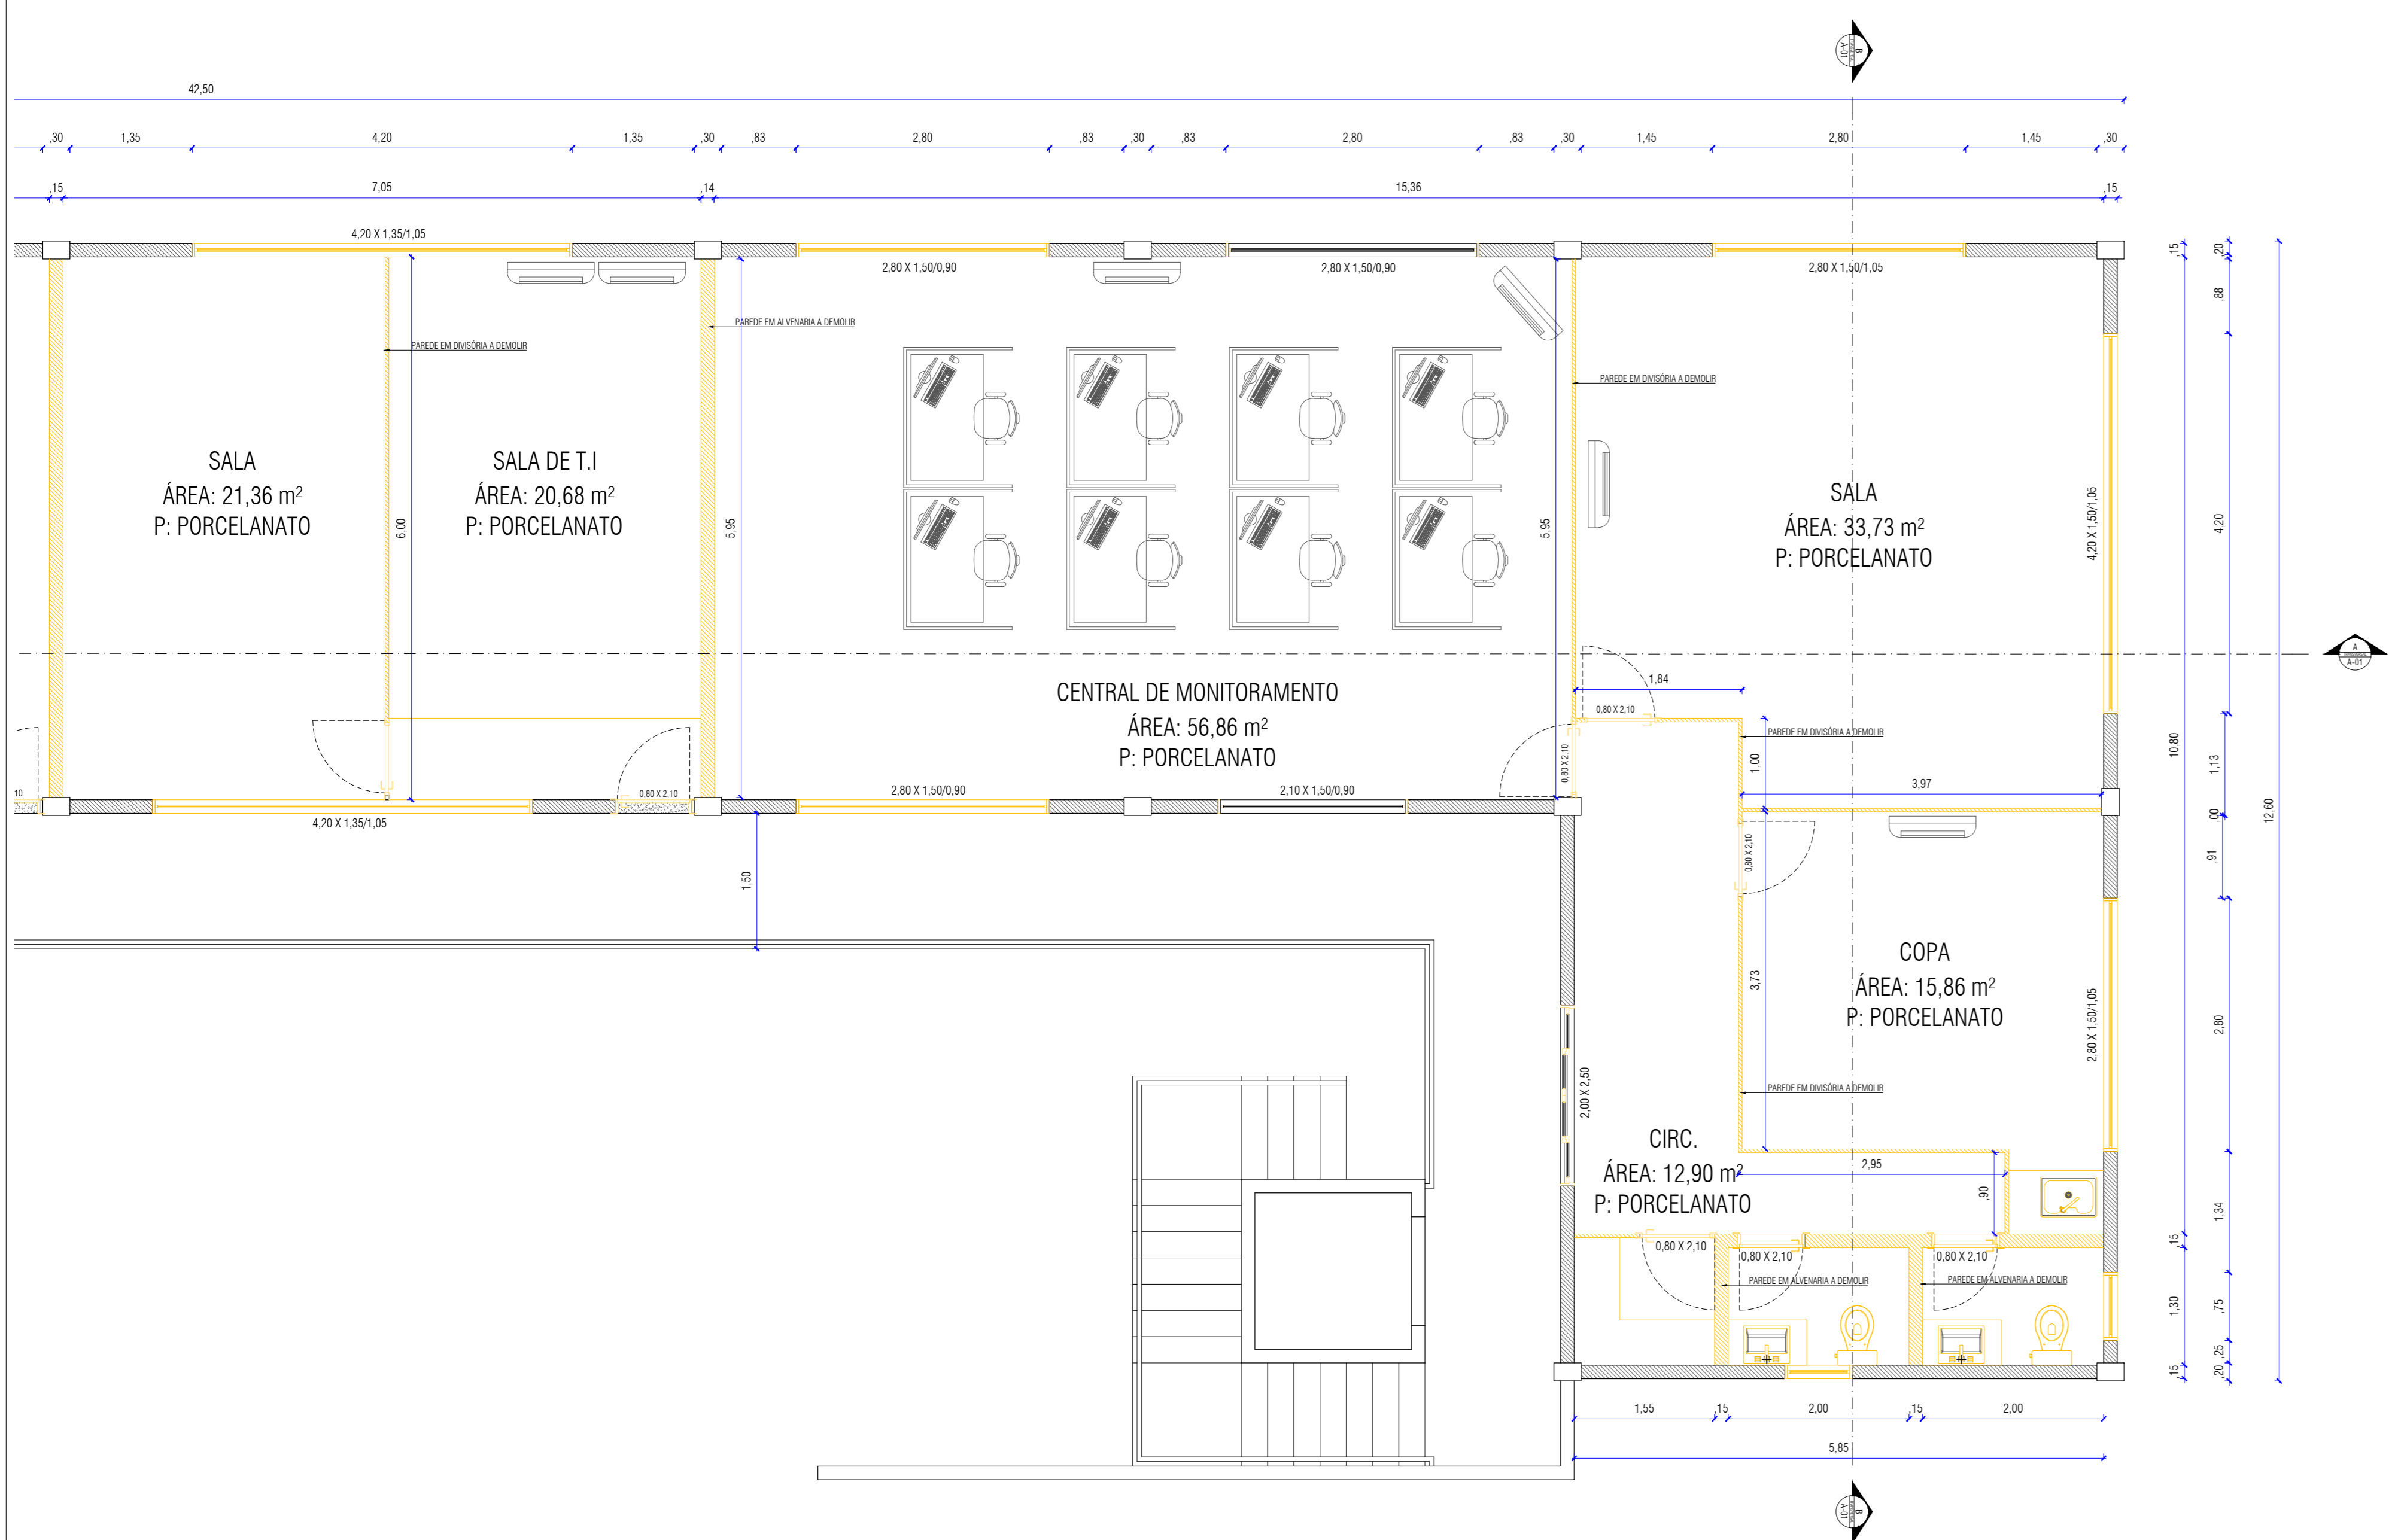 B
A-01
42,50
,30
1,35
4,20
1,35
,30
,83
2,80
,83
,30
,83
2,80
,83
,30
1,45
2,80
1,45
,30
,15
7,05
,14
15,36
,15
4,20 X 1,35/1,05
2,80 X 1,50/0,90
2,80 X 1,50/0,90
2,80 X 1,50/1,05
,15
,20
,88
PAREDE EM ALVENARIA A DEMOLIR
PAREDE EM DIVISÓRIA A DEMOLIR
PAREDE EM DIVISÓRIA A DEMOLIR
SALA
ÁREA: 21,36 m²
P: PORCELANATO
6,00
SALA DE T.I
ÁREA: 20,68 m²
P: PORCELANATO
5,95
5,95
SALA
ÁREA: 33,73 m²
P: PORCELANATO
4,20 X 1,50/1,05
4,20
A
A-01
CENTRAL DE MONITORAMENTO
ÁREA: 56,86 m²
P: PORCELANATO
1,84
0,80 X 2,10
PAREDE EM DIVISÓRIA A DEMOLIR
0,80 X 2,10
1,00
3,97
10,80
1,13
,00
,91
12,60
10
0,80 X 2,10
4,20 X 1,35/1,05
2,80 X 1,50/0,90
2,10 X 1,50/0,90
1,50
0,80 X 2,10
COPA
ÁREA: 15,86 m²
P: PORCELANATO
3,73
2,80 X 1,50/1,05
2,80
PAREDE EM DIVISÓRIA A DEMOLIR
2,00 X 2,50
CIRC.
ÁREA: 12,90 m²
P: PORCELANATO
2,95
,90
1,34
,15
0,80 X 2,10
0,80 X 2,10
0,80 X 2,10
PAREDE EM ALVENARIA A DEMOLIR
PAREDE EM ALVENARIA A DEMOLIR
1,30
,75
,25
,15
,20
1,55
,15
2,00
,15
2,00
5,85
B
A-01